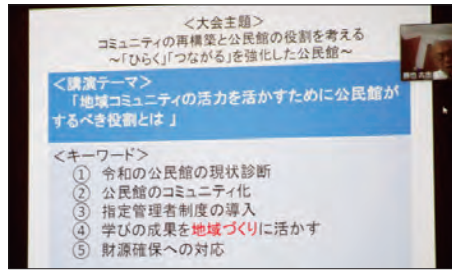 ＜大会主題＞
コミュニティの再構築と公民館の役割を考える
～「ひらく」「つながる」を強化した公民館～
＜講演テーマ＞
「地域コミュニティの活力を活かすために公民館が
するべき役割とは 」
＜キーワード＞
① 令和の公民館の現状診断
② 公民館のコミュニティ化
③ 指定管理者制度の導入
④ 学びの成果を地域づくりに活かす
⑤ 財源確保への対応